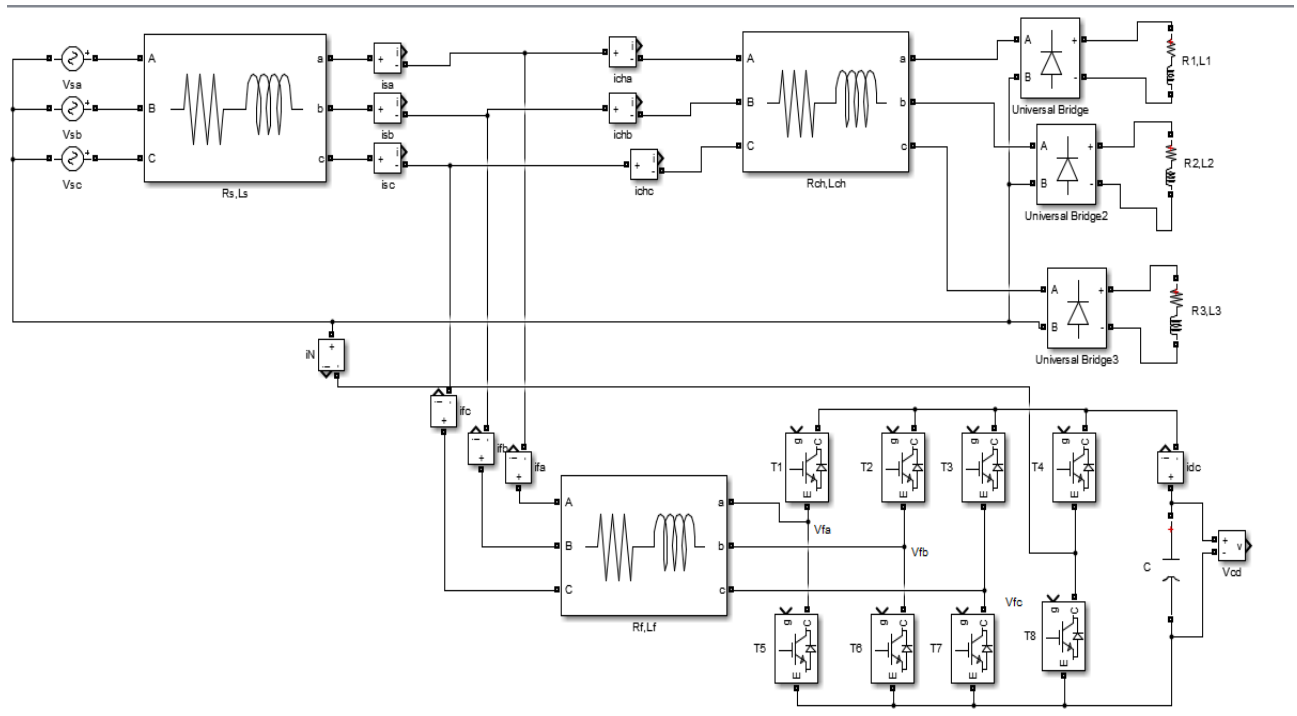 Vsa
Vsb
Vsc
A
B
C
a
b
c
Rs,Ls
i
+
-
isa
i
+
-
isb
i
+
-
isc
i
+
-
icha
i
+
-
ichb
i
+
-
ichc
A
B
C
a
b
c
Rch,Lch
A
B
+
-
Universal Bridge
R1,L1
A
B
+
-
Universal Bridge2
R2,L2
A
B
+
-
Universal Bridge3
R3,L3
iN
+
-
i
ifc
+
-
i
ifb
+
-
i
ifa
+
-
i
A
B
C
a
b
c
Rf,Lf
T1
g
C
E
T2
g
C
E
T3
g
C
E
T4
g
C
E
idc
+
-
i
Vfa
Vfb
Vfc
C
+
+
-
v
Vcd
T5
g
C
E
T6
g
C
E
T7
g
C
E
T8
g
C
E